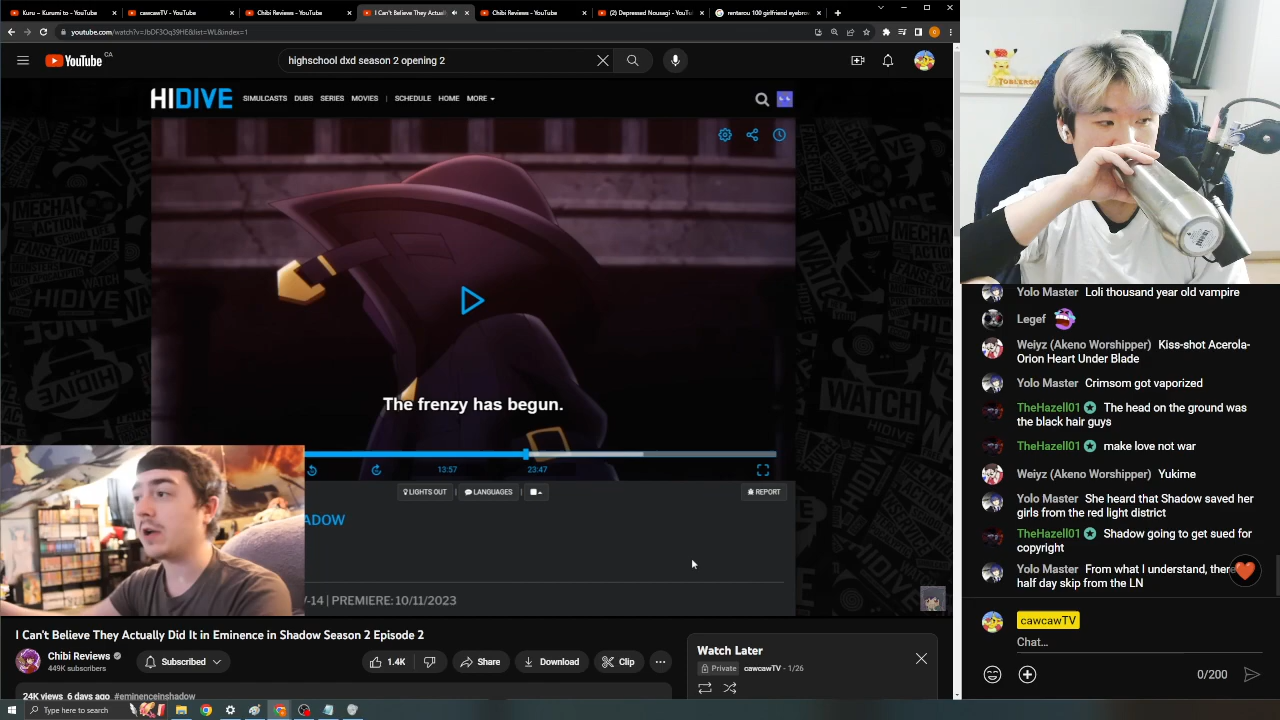 Kuru – Kurumi to - YouTube
cawcawTV - YouTube
Chibi Reviews - YouTube
I Can't Believe They Actual
Chibi Reviews - YouTube
(2) Depressed Nousagi - YouT
renterou 100 girlfriend eyebrow
youtube.com/watch?v=JbDF3Oq39HE&list=WL&index=1
YouTube CA
highschool dxd season 2 opening 2
HIDIVE
SIMULCASTS DUBS SERIES MOVIES | SCHEDULE HOME MORE
The frenzy has begun.
13:57
23:47
LIGHTS OUT | LANGUAGES |
REPORT
ADOW
-14 | PREMIERE: 10/11/2023
I Can't Believe They Actually Did It in Eminence in Shadow Season 2 Episode 2
Chibi Reviews
449K subscribers
Subscribed
1.4K
Share
Download
Clip
24K views 6 days ago #eminenceinshadow
Watch Later
Private cawcawTV - 1/26
Type here to search
TOBLERONE
Yolo Master Loli thousand year old vampire
Legef
Weiyz (Akeno Worshipper) Kiss-shot Acerola-
Orion Heart Under Blade
Yolo Master Crimsom got vaporized
TheHazell01 The head on the ground was
the black hair guys
TheHazell01 make love not war
Weiyz (Akeno Worshipper) Yukime
Yolo Master She heard that Shadow saved her
girls from the red light district
TheHazell01 Shadow going to get sued for
copyright
Yolo Master From what I understand, there
half day skip from the LN
cawcawTV
Chat...
0/200